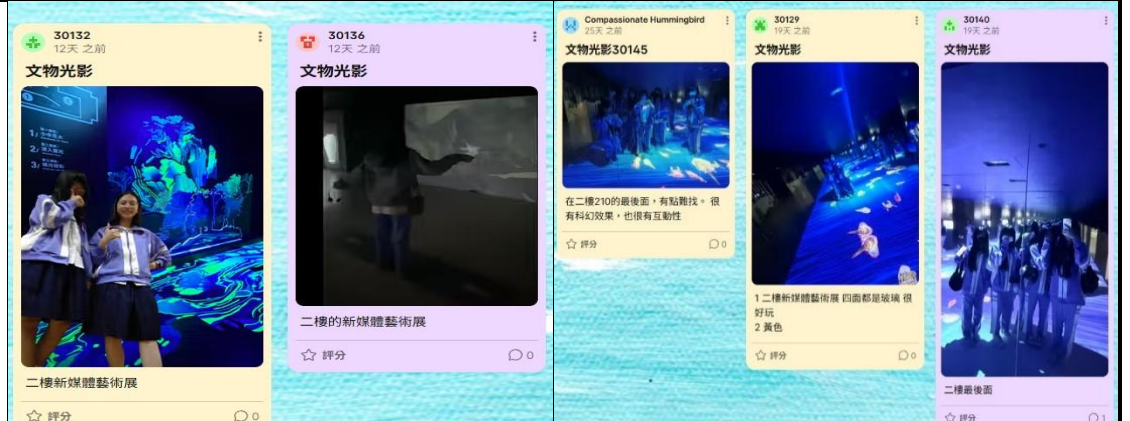 30132
12天 之前
文物光影
1/
2/
3/
二樓新媒體藝術展
評分
0
30136
12天 之前
文物光影
二樓的新媒體藝術展
評分
0
Compassionate Hummingbird
25天 之前
文物光影30145
在二樓210的最後面，有點難找。 很
有科幻效果，也很有互動性
評分
0
30129
19天 之前
文物光影
1 二樓新媒體藝術展 四面都是玻璃 很
好玩
2 黃色
評分
0
30140
19天 之前
文物光影
二樓最後面
評分
1